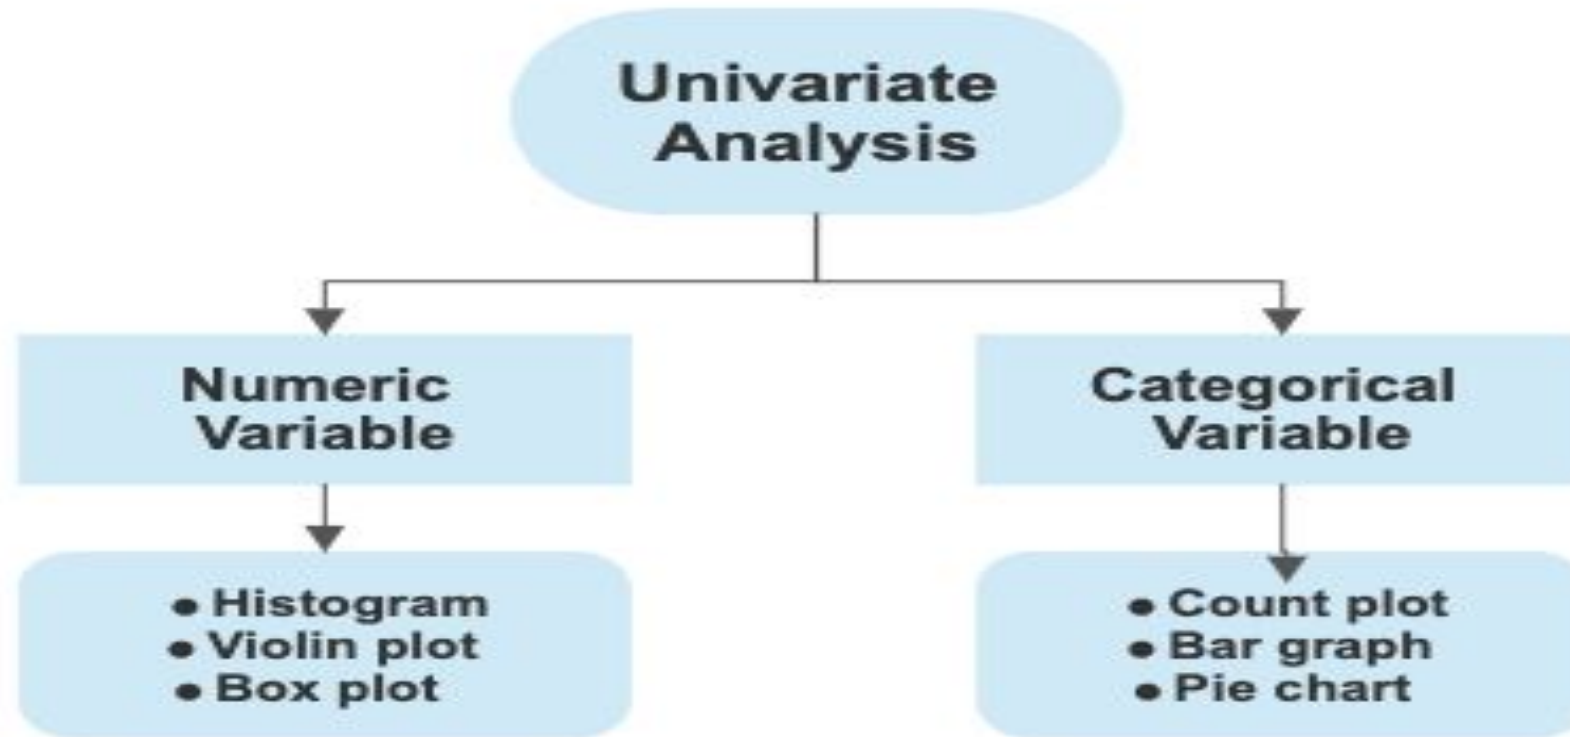 Univariate
Analysis
Numeric
Variable
Categorical
Variable
• Histogram
• Violin plot
• Box plot
• Count plot
• Bar graph
• Pie chart